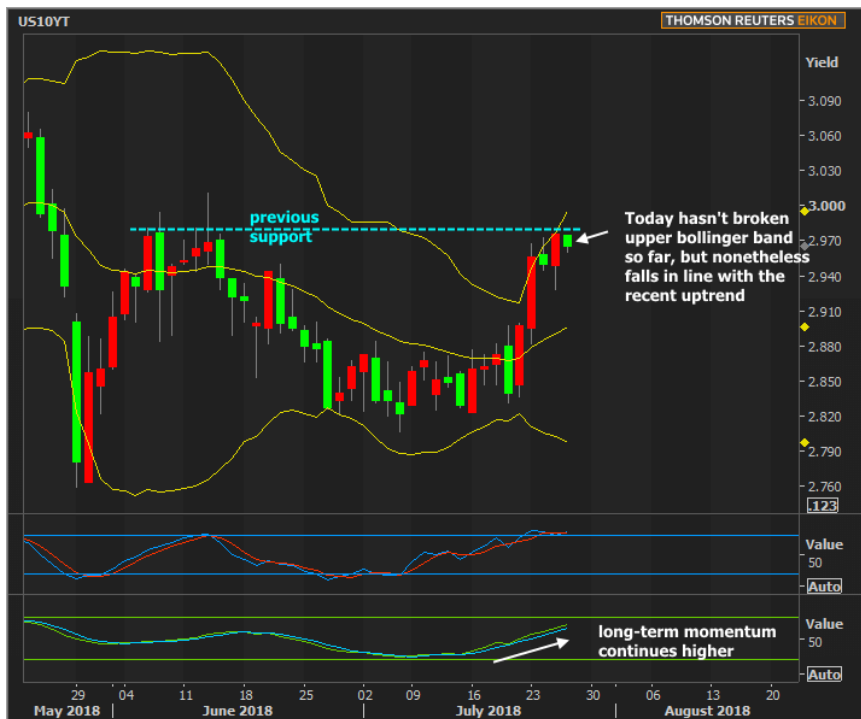 US10YT
THOMSON REUTERS EIKON
Yield
3.090
3.060
3.030
3.000
2.970
2.940
2.910
2.880
2.850
2.820
2.790
2.760
.123
previous
support
Today hasn't broken
upper bollinger band
so far, but nonetheless
falls in line with the
recent uptrend
Value
50
Auto
Value
50
Auto
long-term momentum
continues higher
29 04 11 18 25 02 09 16 23 30 06 13 20
May 2018 June 2018 July 2018 August 2018